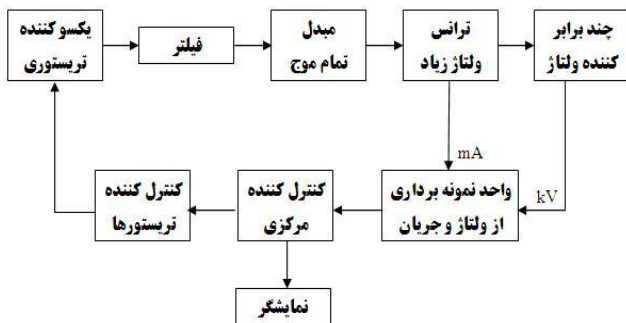 یکسو کننده
تریستوری
فیلتر
مبدل
تمام موج
ترانس
ولتاژ زیاد
چند برابر
کننده ولتاژ
mA
kV
کنترل کننده
تریستورها
کنترل کننده
مرکزی
واحد نمونه برداری
از ولتاژ و جریان
نمایشگر